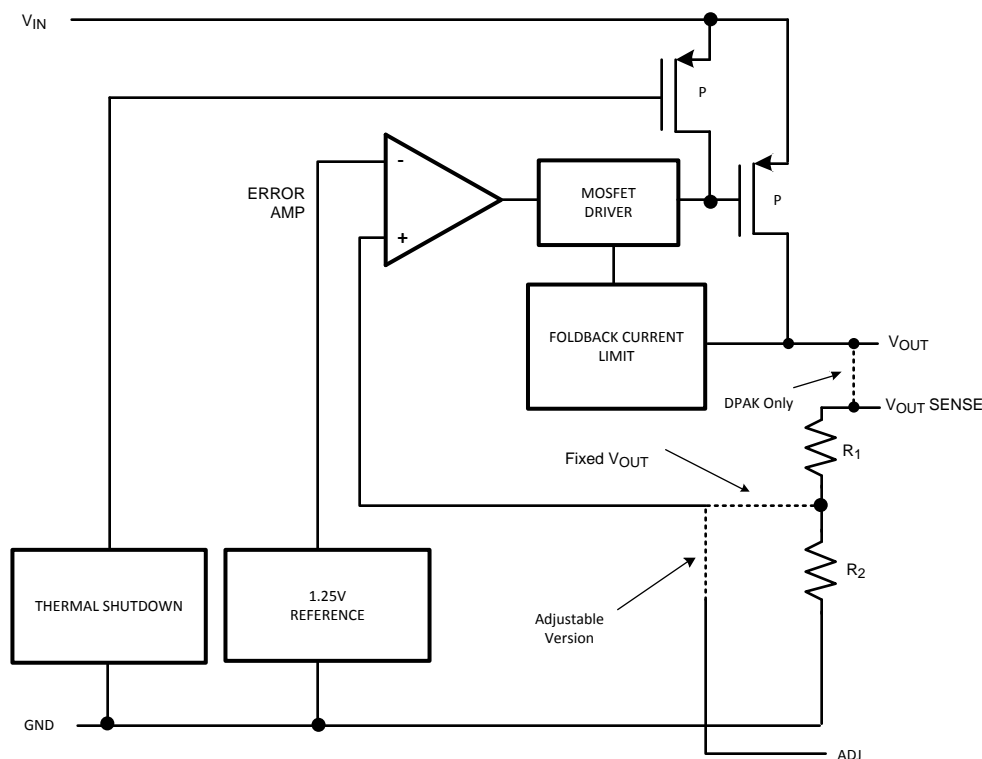 VIN
P
-
ERROR
AMP
MOSFET
DRIVER
P
+
FOLDBACK CURRENT
LIMIT
VOUT
DPAK Only
VOUT SENSE
R1
Fixed VOUT
R2
THERMAL SHUTDOWN
1.25V
REFERENCE
Adjustable
Version
GND
ADJ